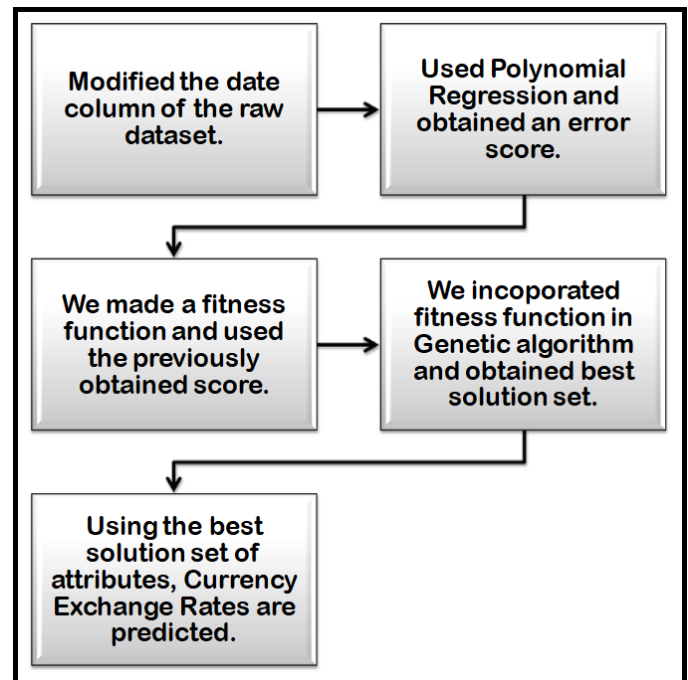 Modified the date
column of the raw
dataset.
Used Polynomial
Regression and
obtained an error
score.
We made a fitness
function and used
the previously
obtained score.
We incoporated
fitness function in
Genetic algorithm
and obtained best
solution set.
Using the best
solution set of
attributes, Currency
Exchange Rates are
predicted.